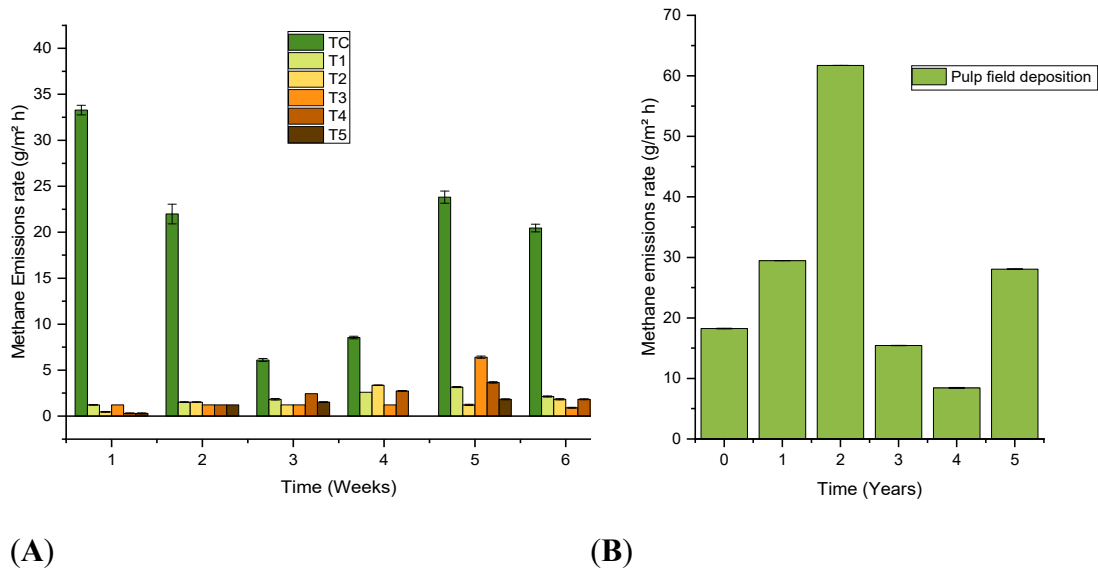 Methane Emissions rate (g/m² h)
40
35
30
25
20
15
10
5
0
TC
T1
T2
T3
T4
T5
1 2 3 4 5 6
Time (Weeks)
(A)
Methane emissions rate (g/m² h)
70
60
50
40
30
20
10
0
Pulp field deposition
0 1 2 3 4 5
Time (Years)
(B)